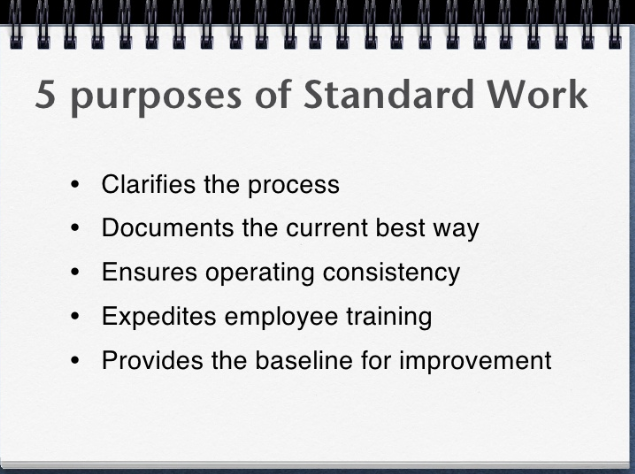 5 purposes of Standard Work
• Clarifies the process
• Documents the current best way
• Ensures operating consistency
• Expedites employee training
• Provides the baseline for improvement